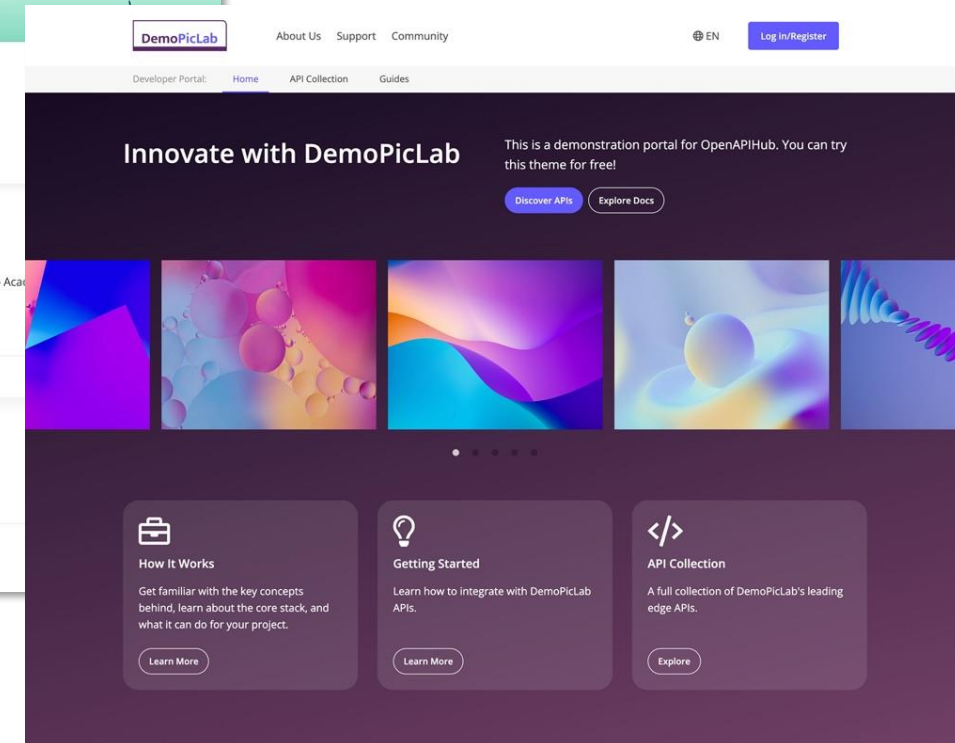 DemoPicLab
About Us Support Community
EN
Log in/Register
Developer Portal: Home API Collection Guides
Innovate with DemoPicLab
This is a demonstration portal for OpenAPIHub. You can try
this theme for free!
Discover APIs Explore Docs
How It Works
Get familiar with the key concepts
behind, learn about the core stack, and
what it can do for your project.
Learn More
Getting Started
Learn how to integrate with DemoPicLab
APIs.
Learn More
API Collection
A full collection of DemoPicLab's leading
edge APIs.
Explore